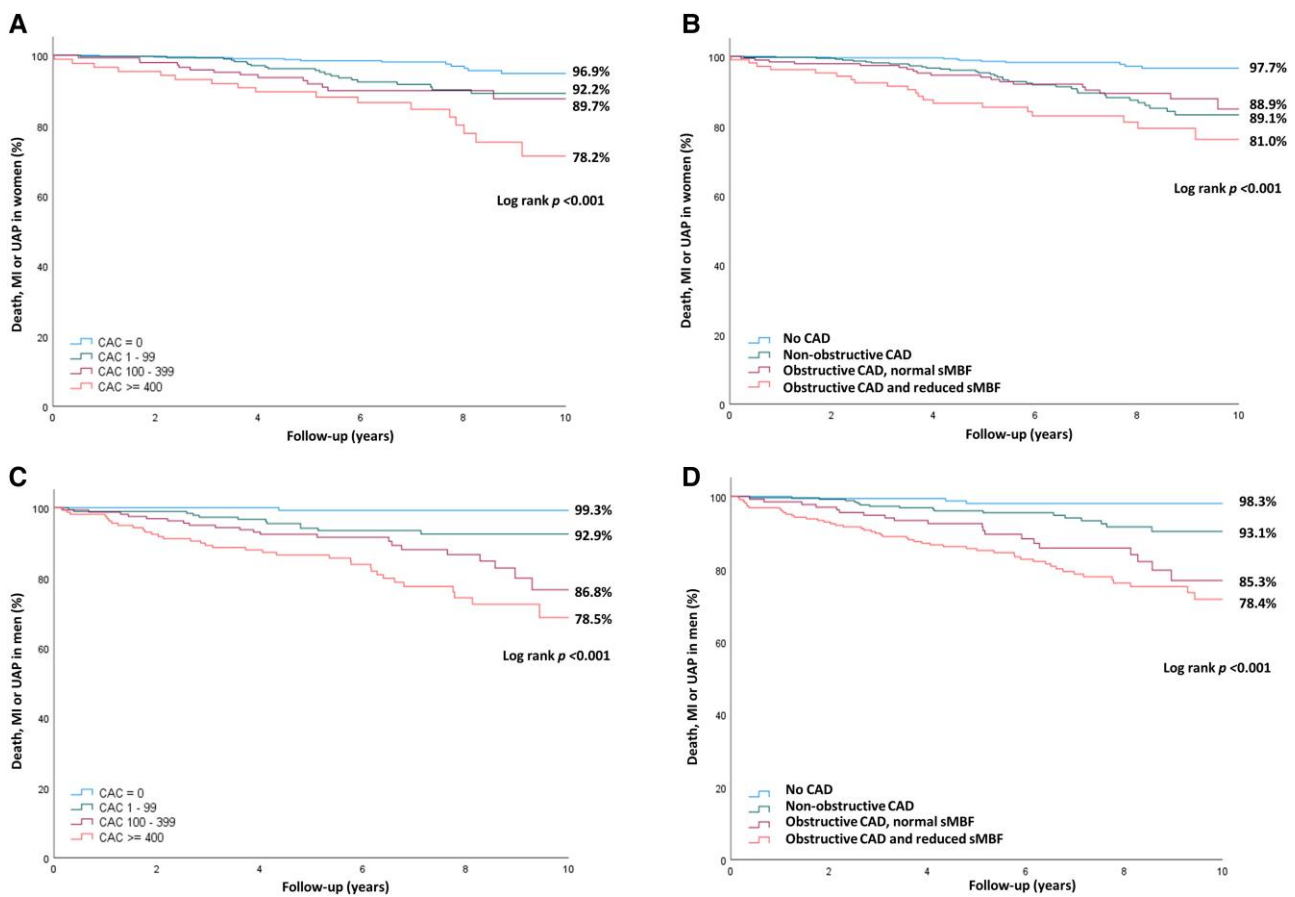 A
Death, MI or UAP in women (%)
100
80
60
40
20
0
96.9%
92.2%
89.7%
78.2%
Log rank p <0.001
CAC = 0
CAC 1 - 99
CAC 100 - 399
CAC >= 400
0 2 4 6 8 10
Follow-up (years)
B
Death, MI or UAP in women (%)
100
80
60
40
20
0
97.7%
88.9%
89.1%
81.0%
Log rank p <0.001
No CAD
Non-obstructive CAD
Obstructive CAD, normal sMBF
Obstructive CAD and reduced sMBF
0 2 4 6 8 10
Follow-up (years)
C
Death, MI or UAP in men (%)
100
80
60
40
20
0
99.3%
92.9%
86.8%
78.5%
Log rank p <0.001
CAC = 0
CAC 1 - 99
CAC 100 - 399
CAC >= 400
0 2 4 6 8 10
Follow-up (years)
D
Death, MI or UAP in men (%)
100
80
60
40
20
0
98.3%
93.1%
85.3%
78.4%
Log rank p <0.001
No CAD
Non-obstructive CAD
Obstructive CAD, normal sMBF
Obstructive CAD and reduced sMBF
0 2 4 6 8 10
Follow-up (years)